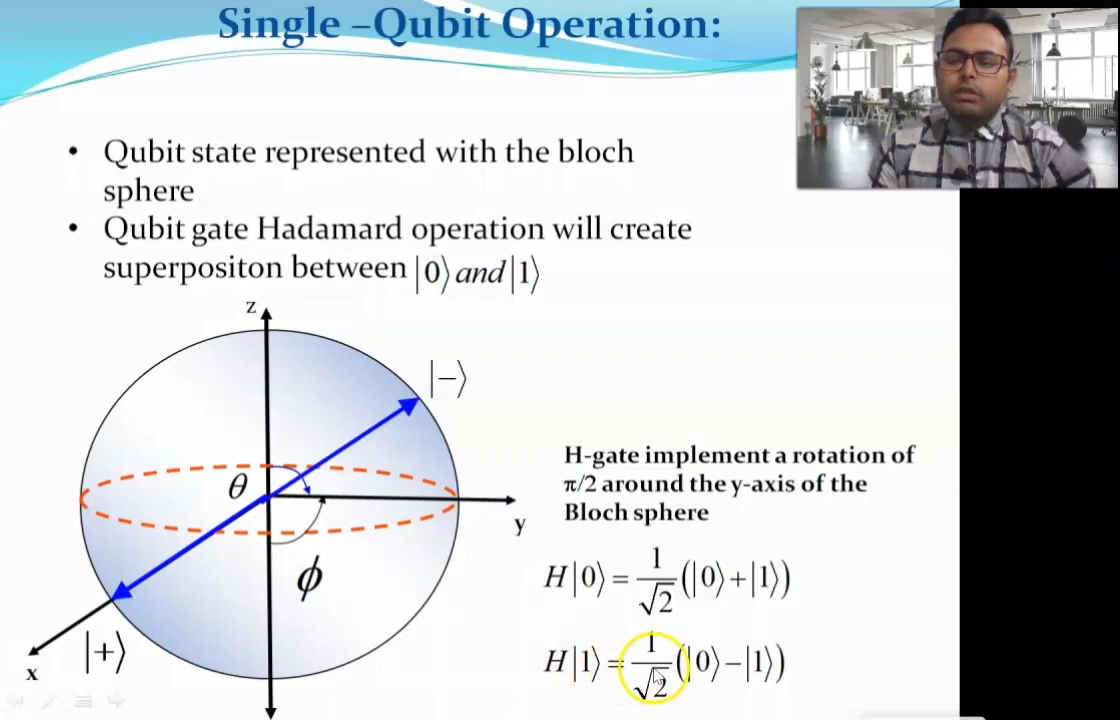 Single –Qubit Operation:
• Qubit state represented with the bloch
sphere
• Qubit gate Hadamard operation will create
superpositon between |0⟩ and |1⟩
z
|−⟩
θ
y
ϕ
|+⟩
x
H-gate implement a rotation of
π/2 around the y-axis of the
Bloch sphere
H|0⟩ = 1/√2 (|0⟩+|1⟩)
H|1⟩ = 1/√2 (|0⟩−|1⟩)